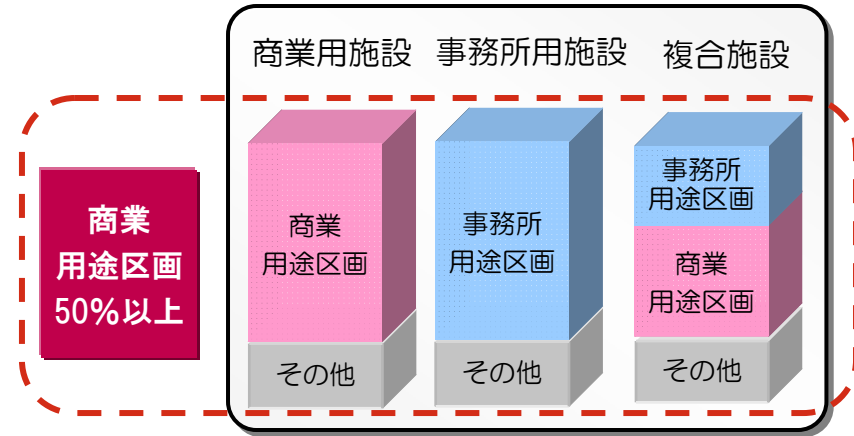 商業用施設
事務所用施設
複合施設
商業
用途区画
50%以上
商業
用途区画
その他
事務所
用途区画
その他
事務所
用途区画
商業
用途区画
その他